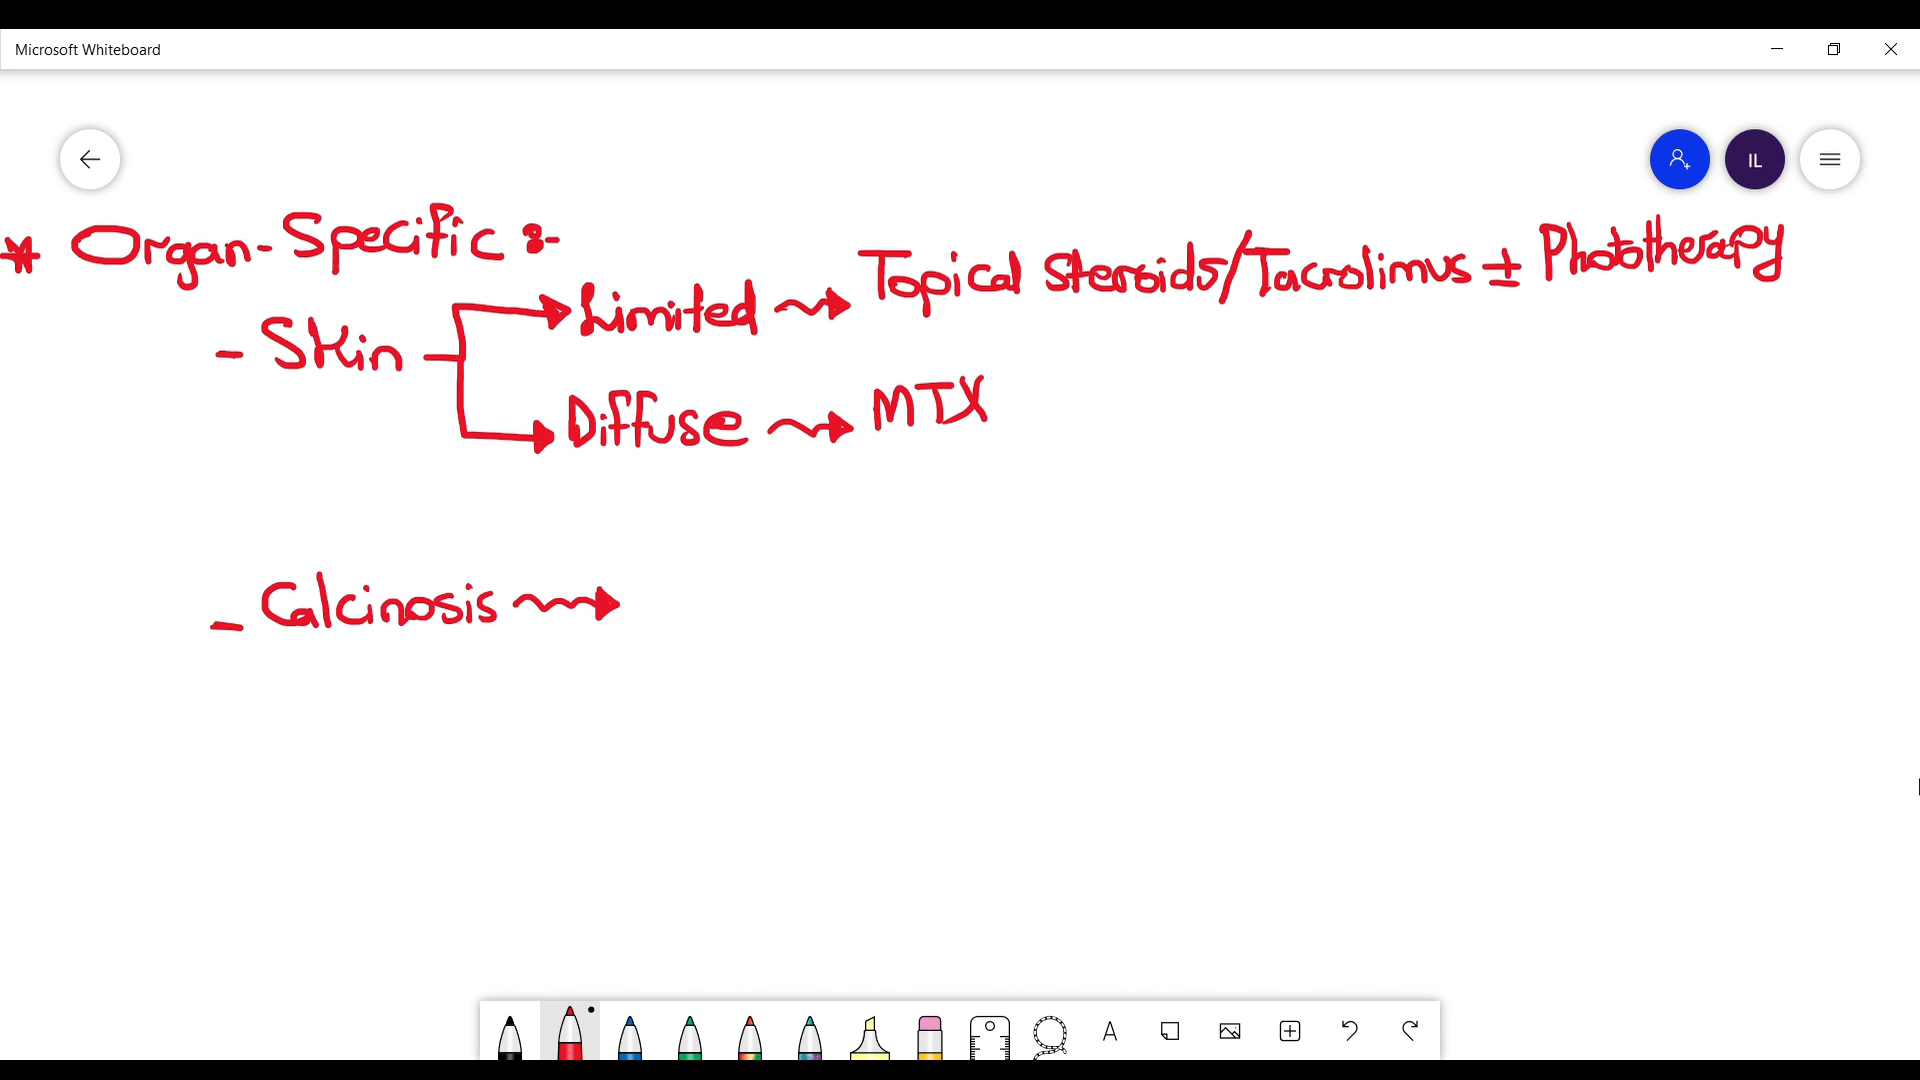 Microsoft Whiteboard
IL
* Organ-Specific :-
- Skin
Limited → Topical Steroids/Tacrolimus ± Phototherapy
Diffuse → MTX
- Calcinosis →
A